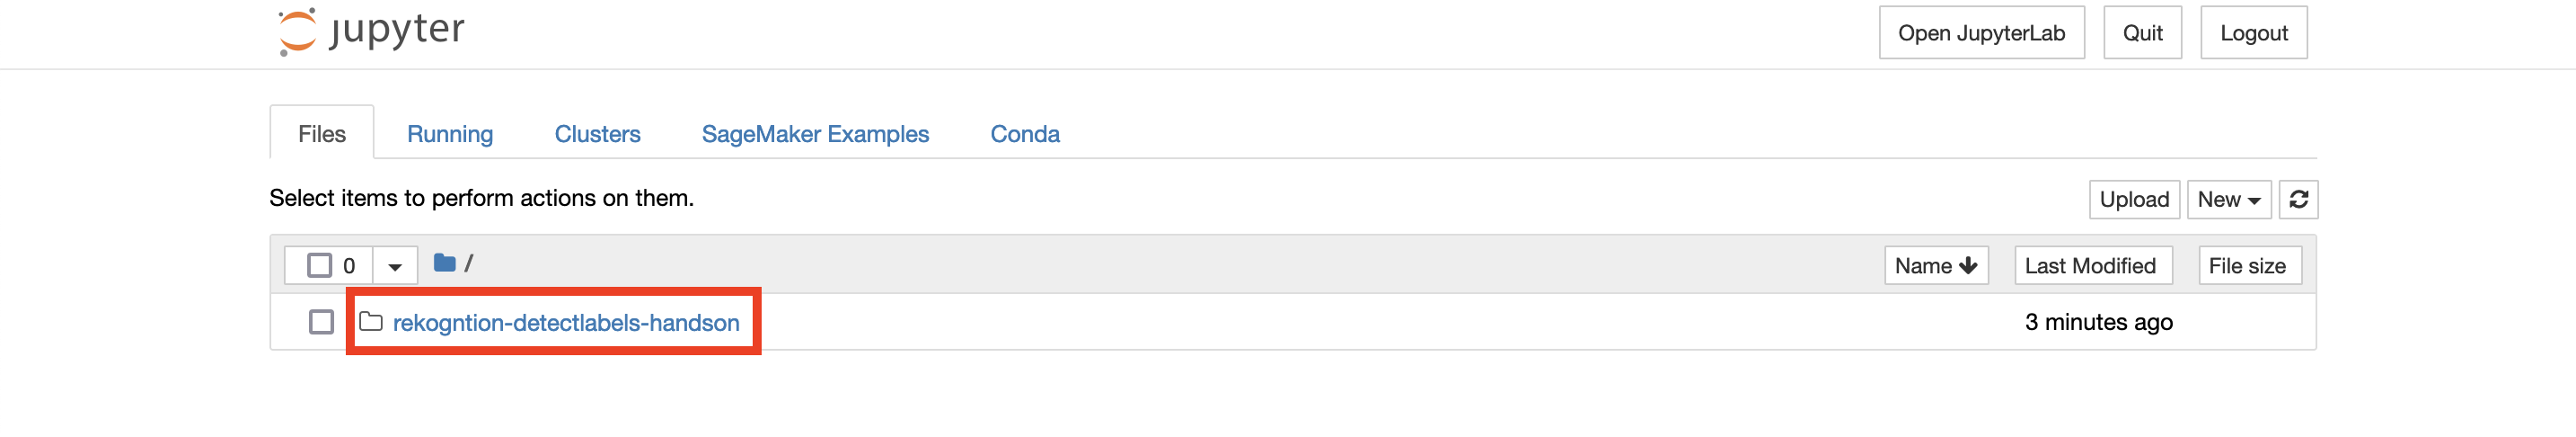 jupyter
Open JupyterLab Quit Logout
Files Running Clusters SageMaker Examples Conda
Select items to perform actions on them.
Upload New
0 / Name Last Modified File size
rekogntion-detectlabels-handson 3 minutes ago